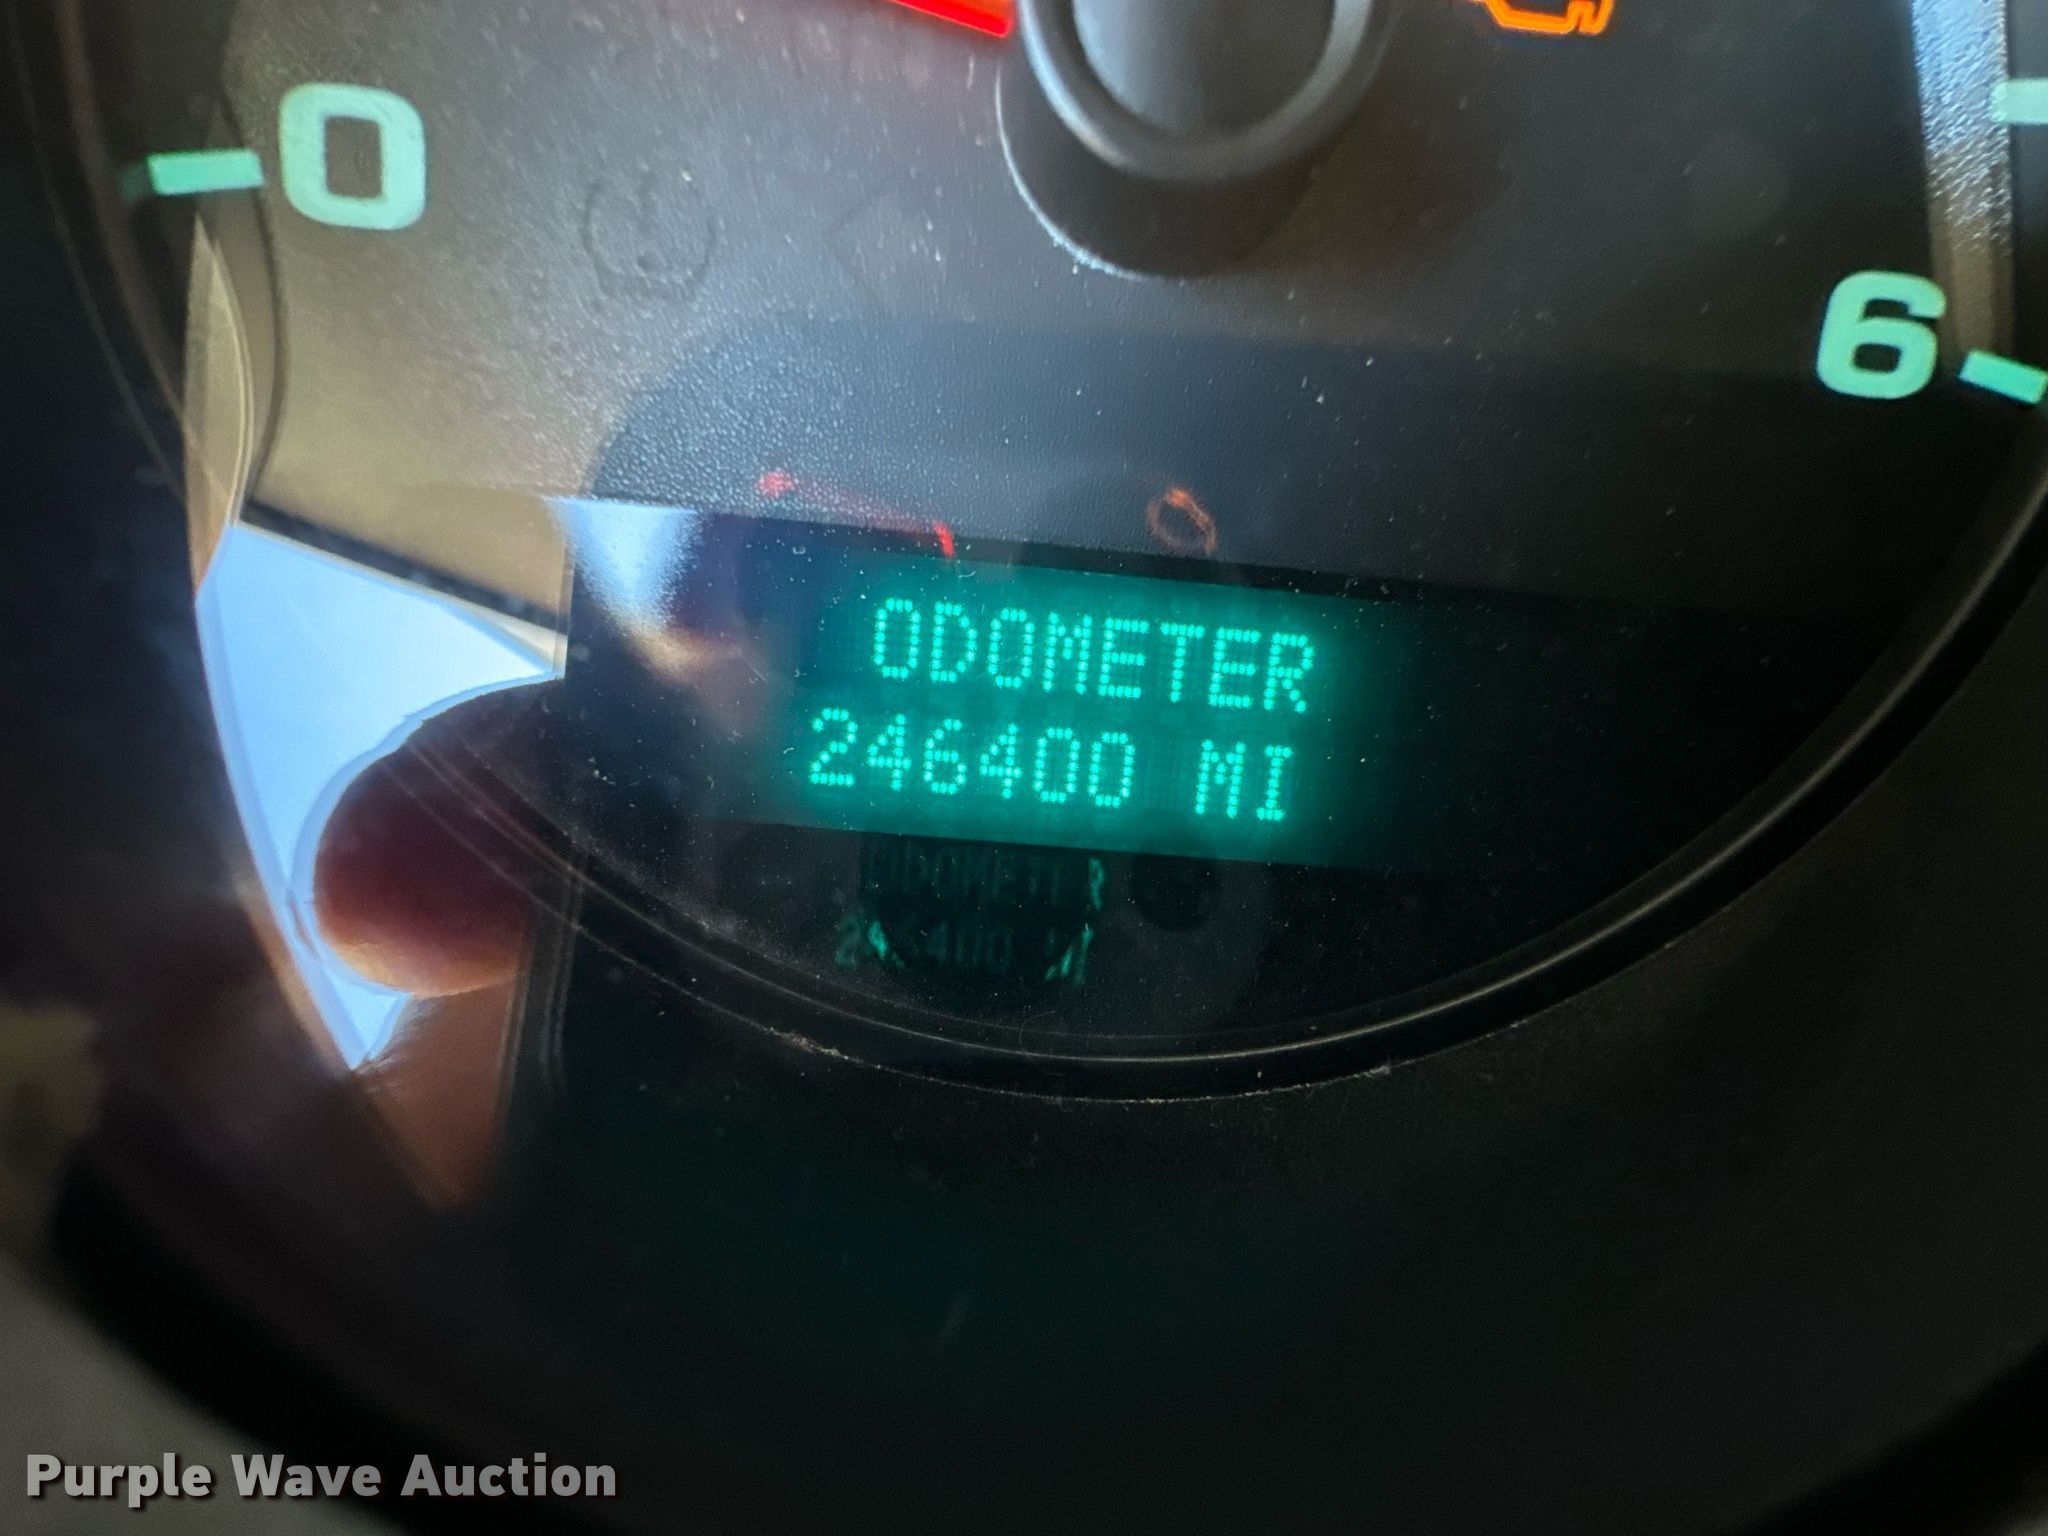 0
6
ODOMETER
246400 MI
Purple Wave Auction